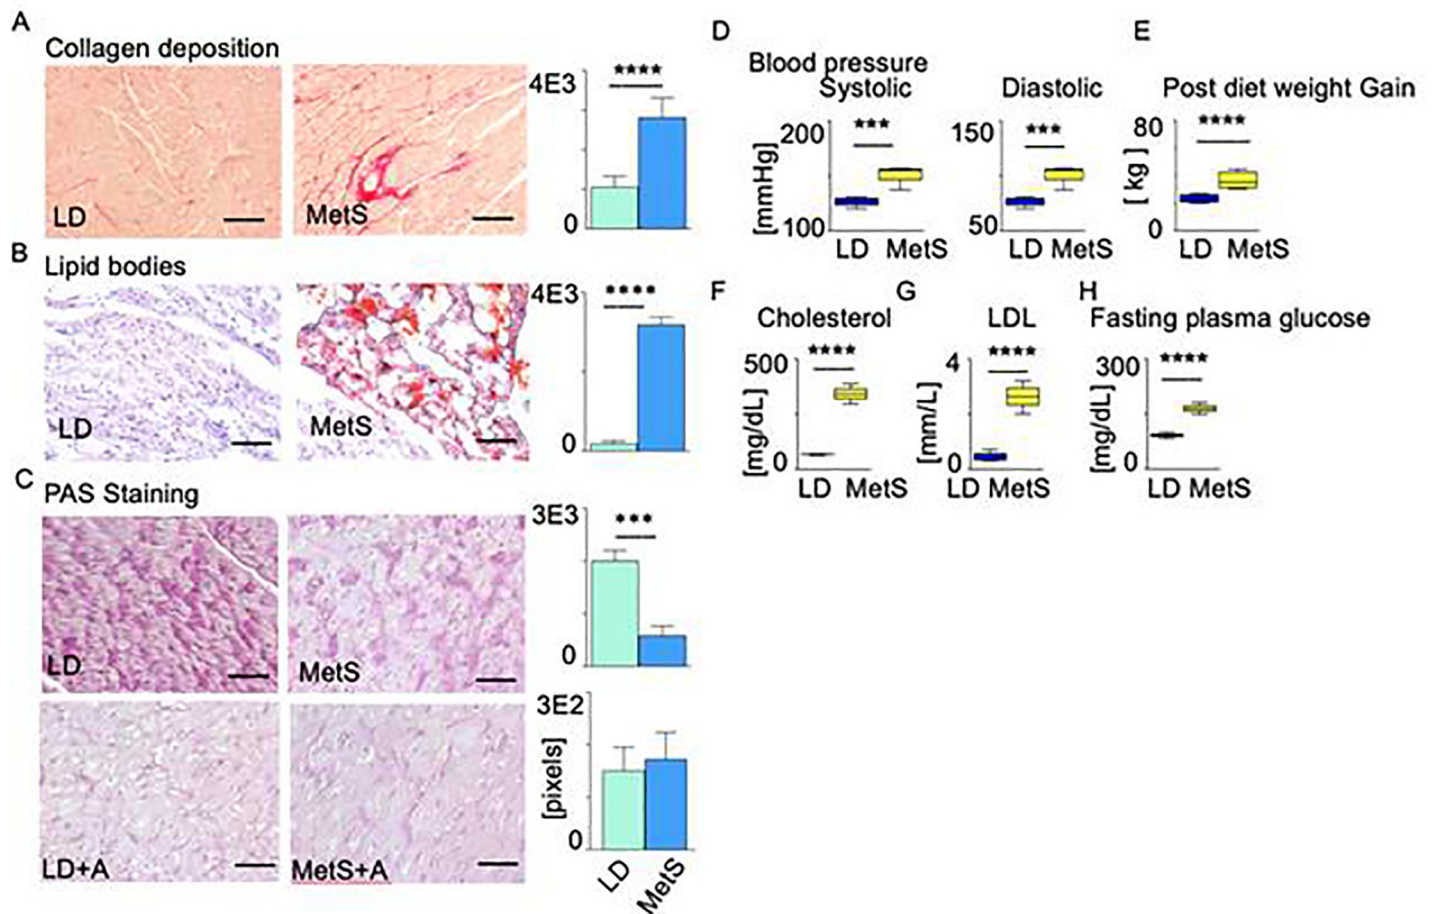 A
Collagen deposition
LD
MetS
4E3
****
0
B
Lipid bodies
LD
MetS
4E3
****
0
C
PAS Staining
LD
MetS
3E3
***
0
LD+A
MetS+A
3E2
[pixels]
0
LD
MetS
D
Blood pressure
Systolic
200
***
[mmHg]
100
LD MetS
Diastolic
150
***
50
LD MetS
E
Post diet weight Gain
80
****
[ kg ]
0
LD MetS
F
Cholesterol
500
****
[mg/dL]
0
LD MetS
G
LDL
4
****
[mm/L]
0
LD MetS
H
Fasting plasma glucose
300
****
[mg/dL]
0
LD MetS